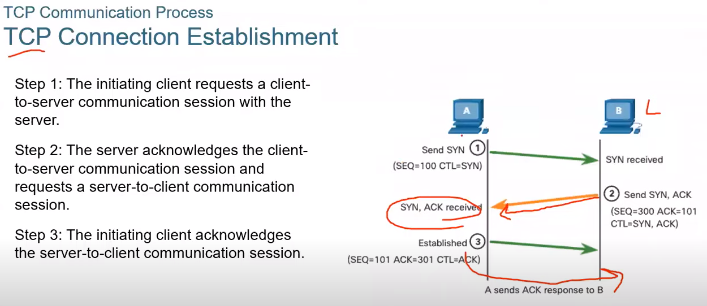 TCP Communication Process
TCP Connection Establishment
Step 1: The initiating client requests a client-
to-server communication session with the
server.
Step 2: The server acknowledges the client-
to-server communication session and
requests a server-to-client communication
session.
Step 3: The initiating client acknowledges
the server-to-client communication session.
A
B
L
Send SYN 1
(SEQ=100 CTL=SYN)
SYN received
2 Send SYN, ACK
(SEQ=300 ACK=101
CTL=SYN, ACK)
SYN, ACK received
Established 3
(SEQ=101 ACK=301 CTL=ACK)
A sends ACK response to B